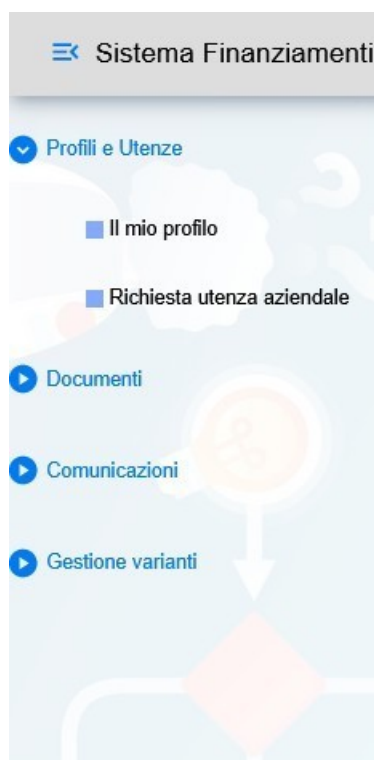 Sistema Finanziamenti
Profili e Utenze
Il mio profilo
Richiesta utenza aziendale
Documenti
Comunicazioni
Gestione varianti